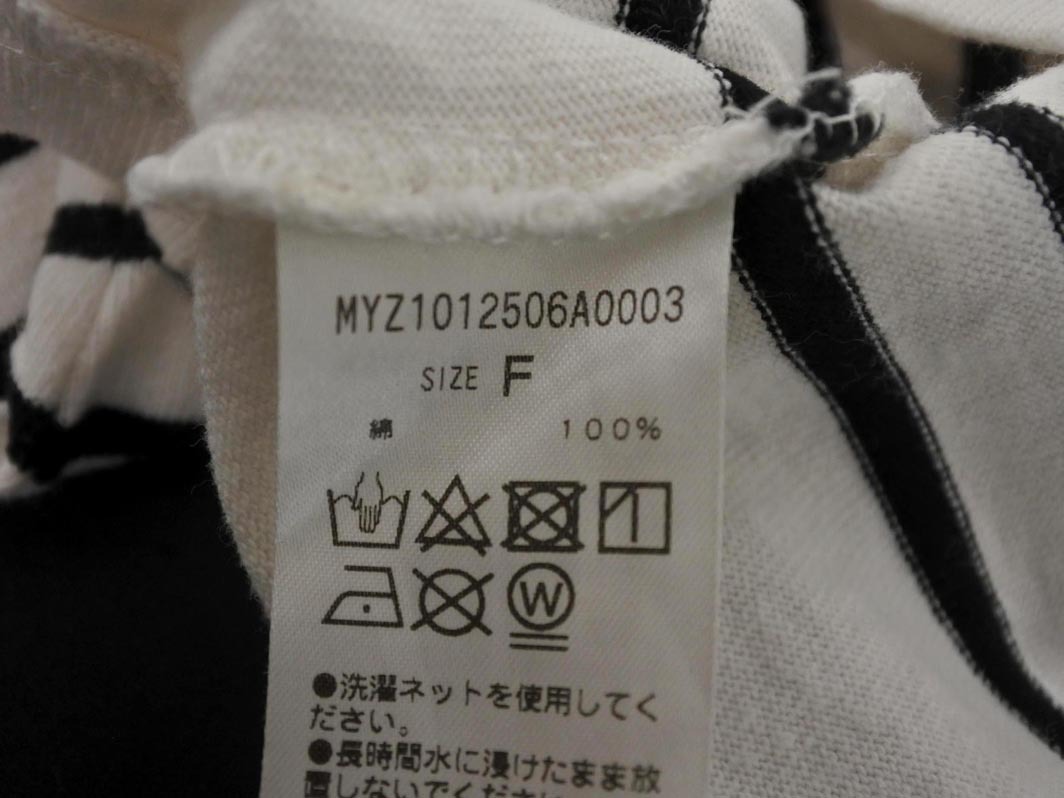 MYZ1012506A0003
SIZE F
綿 100%
W
●洗濯ネットを使用してく
ださい。
●長時間水に浸けたまま放
置しないでください